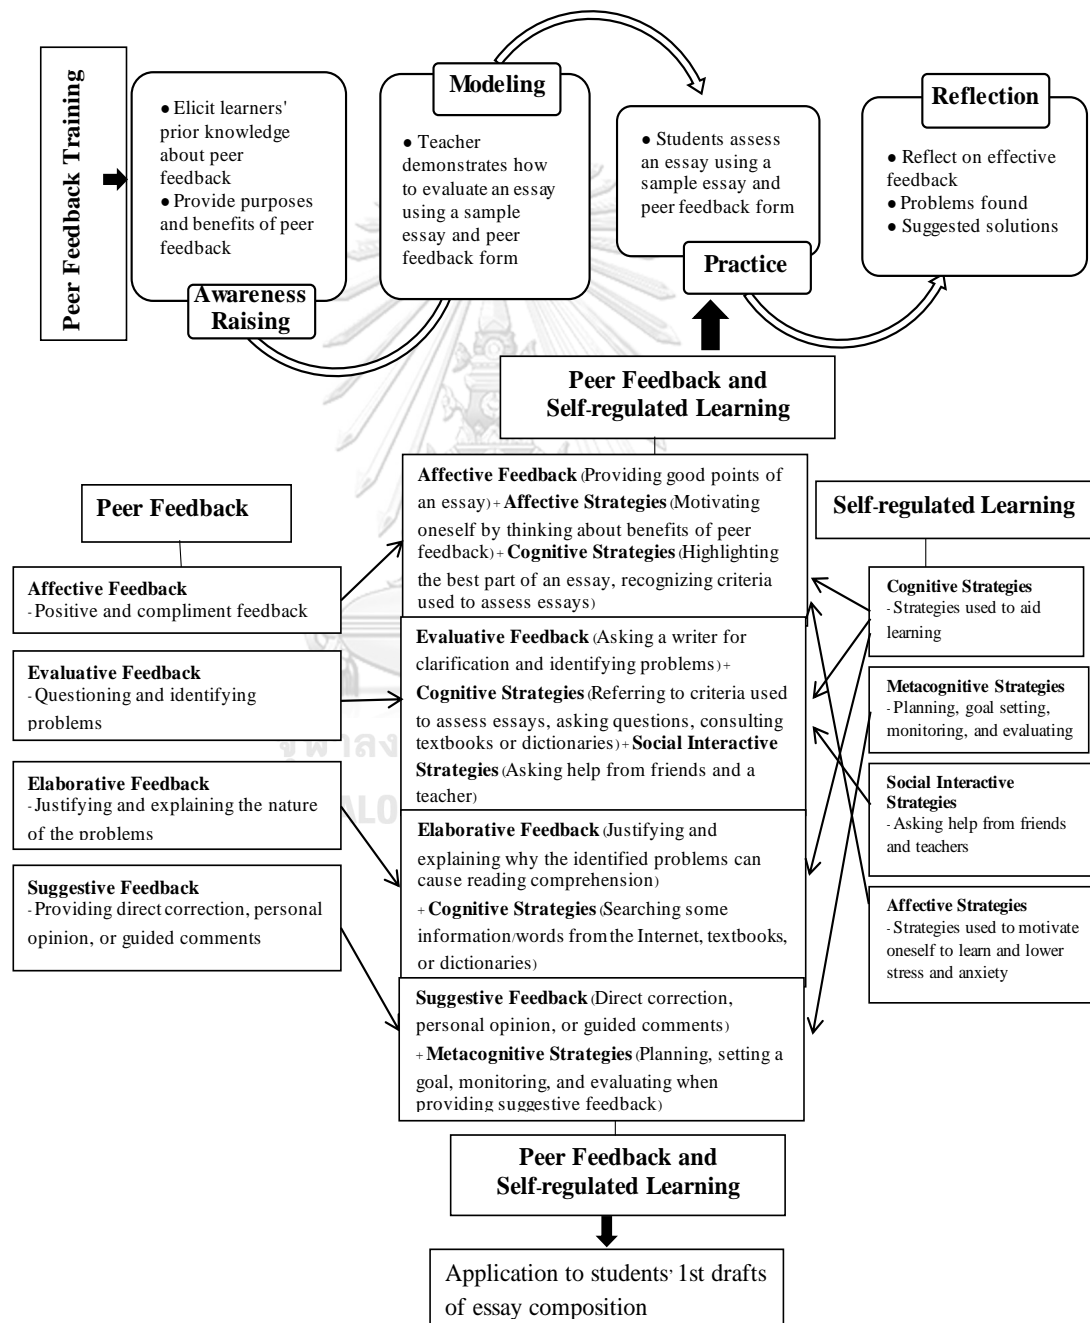 Peer Feedback Training
● Elicit learners'
prior knowledge
about peer
feedback
● Provide purposes
and benefits of peer
feedback
Awareness
Raising
Modeling
● Teacher
demonstrates how
to evaluate an essay
using a sample
essay and peer
feedback form
● Students assess
an essay using a
sample essay and
peer feedback form
Practice
Reflection
● Reflect on effective
feedback
● Problems found
● Suggested solutions
Peer Feedback and
Self-regulated Learning
Peer Feedback
Affective Feedback
- Positive and compliment feedback
Evaluative Feedback
- Questioning and identifying
problems
Elaborative Feedback
- Justifying and explaining the nature
of the problems
Suggestive Feedback
- Providing direct correction, personal
opinion, or guided comments
Affective Feedback (Providing good points of
an essay) + Affective Strategies (Motivating
oneself by thinking about benefits of peer
feedback) + Cognitive Strategies (Highlighting
the best part of an essay, recognizing criteria
used to assess essays)
Evaluative Feedback (Asking a writer for
clarification and identifying problems) +
Cognitive Strategies (Referring to criteria used
to assess essays, asking questions, consulting
textbooks or dictionaries) + Social Interactive
Strategies (Asking help from friends and a
teacher)
Elaborative Feedback (Justifying and
explaining why the identified problems can
cause reading comprehension)
+ Cognitive Strategies (Searching some
information/words from the Internet, textbooks,
or dictionaries)
Suggestive Feedback (Direct correction,
personal opinion, or guided comments)
+ Metacognitive Strategies (Planning, setting a
goal, monitoring, and evaluating when
providing suggestive feedback)
Self-regulated Learning
Cognitive Strategies
- Strategies used to aid
learning
Metacognitive Strategies
- Planning, goal setting,
monitoring, and evaluating
Social Interactive
Strategies
- Asking help from friends
and teachers
Affective Strategies
- Strategies used to motivate
oneself to learn and lower
stress and anxiety
Peer Feedback and
Self-regulated Learning
Application to students' 1st drafts
of essay composition